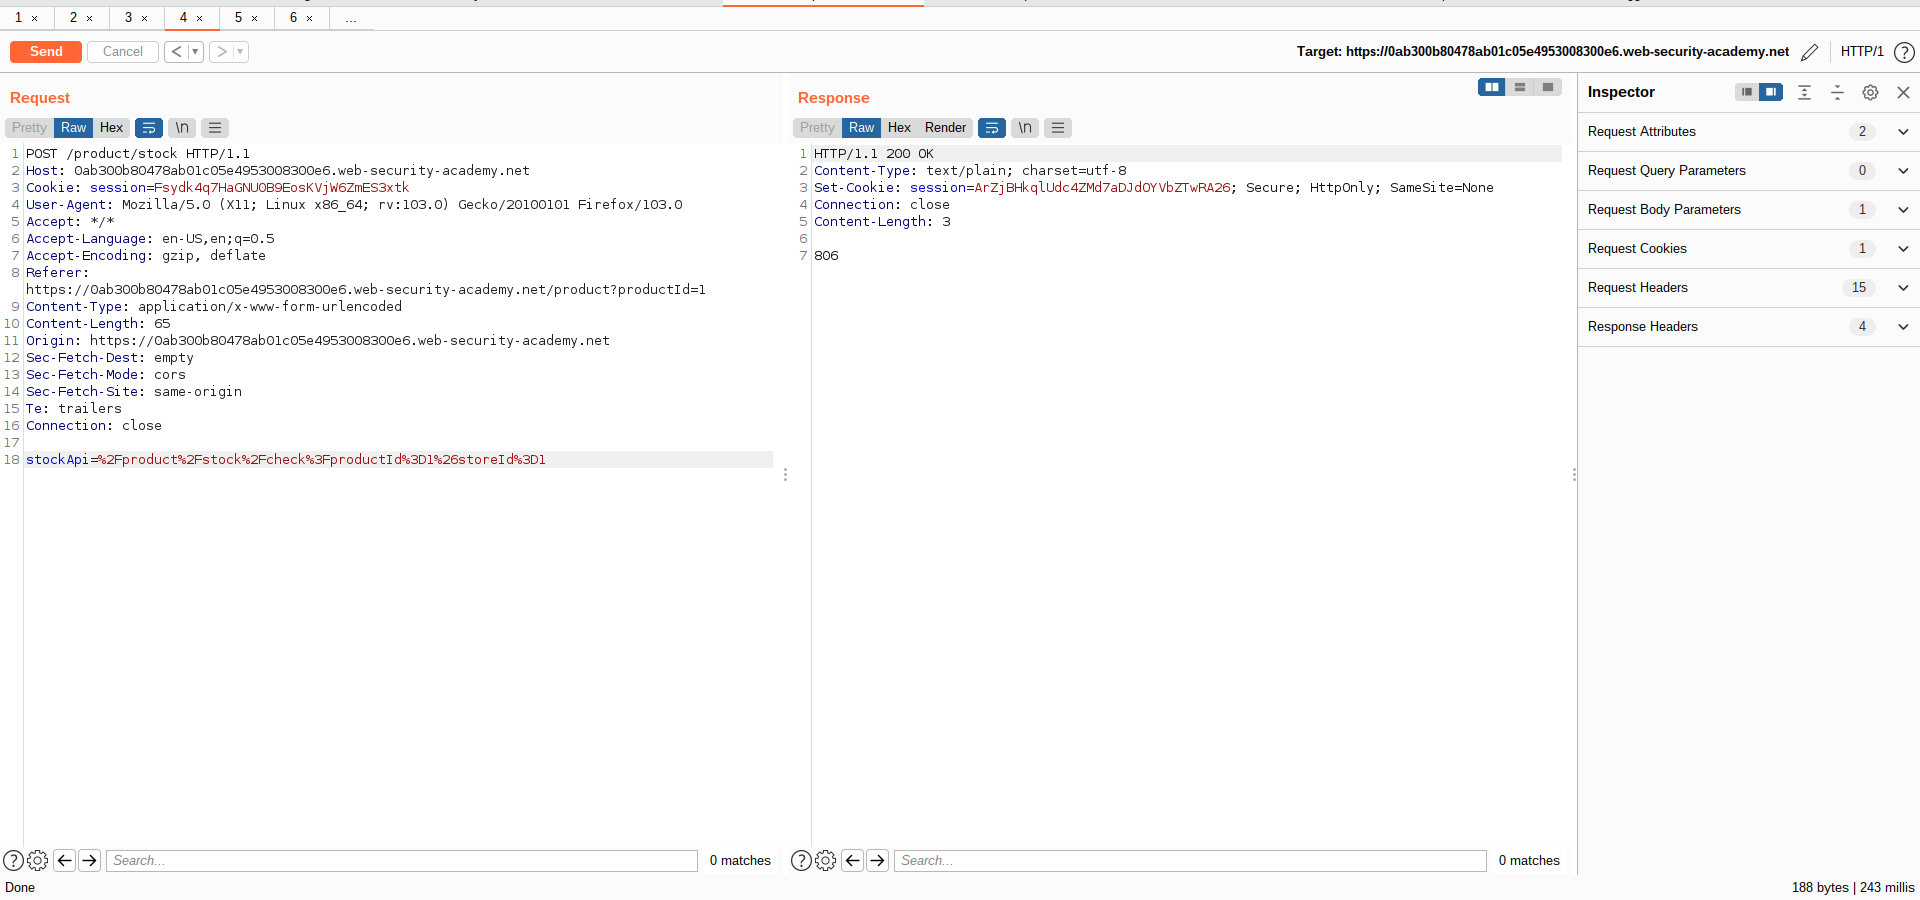 1 × 2 × 3 × 4 × 5 × 6 × ...
Send Cancel < ▼ > ▼ Target: https://0ab300b80478ab01c05e4953008300e6.web-security-academy.net HTTP/1 ?
Request
Pretty Raw Hex \n
1 POST /product/stock HTTP/1.1
2 Host: 0ab300b80478ab01c05e4953008300e6.web-security-academy.net
3 Cookie: session=Fsydk4q7HaGNU0B9EosKVjW6ZmES3xtk
4 User-Agent: Mozilla/5.0 (X11; Linux x86_64; rv:103.0) Gecko/20100101 Firefox/103.0
5 Accept: */*
6 Accept-Language: en-US,en;q=0.5
7 Accept-Encoding: gzip, deflate
8 Referer:
https://0ab300b80478ab01c05e4953008300e6.web-security-academy.net/product?productId=1
9 Content-Type: application/x-www-form-urlencoded
10 Content-Length: 65
11 Origin: https://0ab300b80478ab01c05e4953008300e6.web-security-academy.net
12 Sec-Fetch-Dest: empty
13 Sec-Fetch-Mode: cors
14 Sec-Fetch-Site: same-origin
15 Te: trailers
16 Connection: close
17
18 stockApi=%2Fproduct%2Fstock%2Fcheck%3FproductId%3D1%26storeId%3D1
? Search... 0 matches
Response
Pretty Raw Hex Render \n
1 HTTP/1.1 200 OK
2 Content-Type: text/plain; charset=utf-8
3 Set-Cookie: session=ArZjBHkqlUdc4ZMd7aDJdOYVbZTwRA26; Secure; HttpOnly; SameSite=None
4 Connection: close
5 Content-Length: 3
6
7 806
? Search... 0 matches
Inspector
Request Attributes 2
Request Query Parameters 0
Request Body Parameters 1
Request Cookies 1
Request Headers 15
Response Headers 4
Done 188 bytes | 243 millis